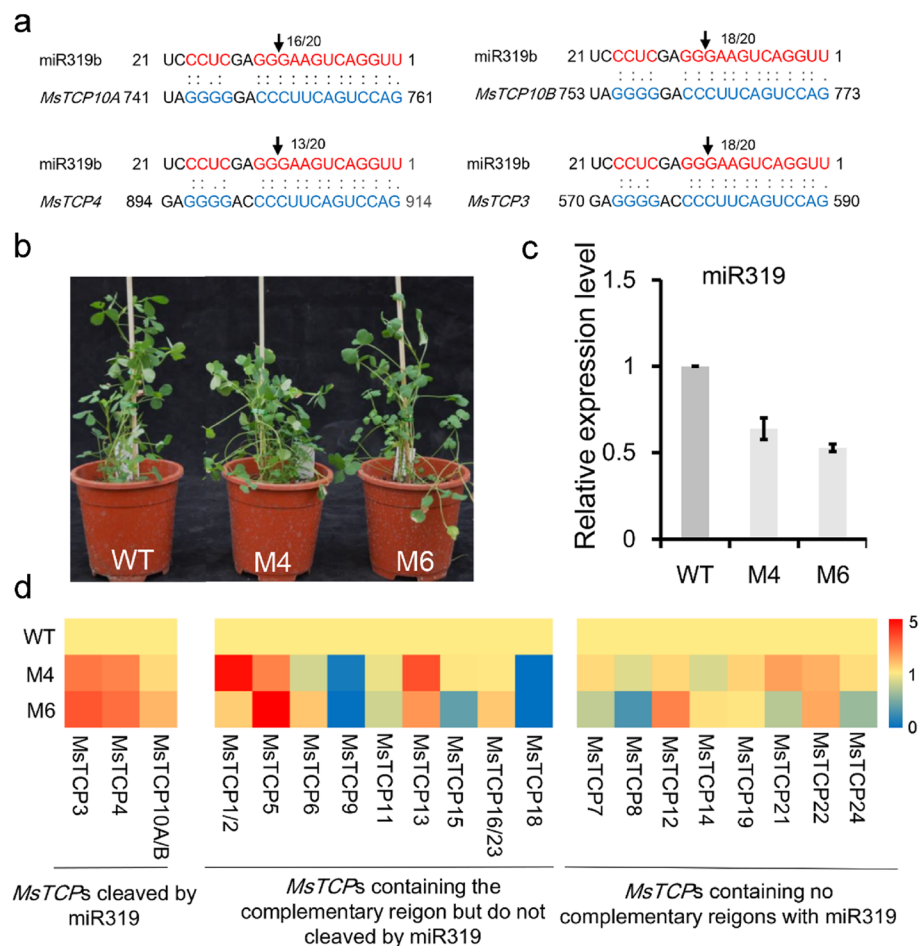 a
16/20
miR319b 21 UCCCUCGAGGGAAGUCAGGUU 1
:: .: :: : : : : : : : : .
MsTCP10A 741 UAGGGGGACCCUUCAGUCCAG 761
18/20
miR319b 21 UCCCUCGAGGGAAGUCAGGUU 1
MsTCP10B 753 UAGGGGGACCCUUCAGUCCAG 773
13/20
miR319b 21 UCCCUCGAGGGAAGUCAGGUU 1
MsTCP4 894 GAGGGGACCCCUUCAGUCCAG 914
18/20
miR319b 21 UCCCUCGAGGGAAGUCAGGUU 1
MsTCP3 570 GAGGGGACCCCUUCAGUCCAG 590
b
WT M4 M6
c
miR319
Relative expression level
1.5
1
0.5
0
WT M4 M6
d
WT
M4
M6
5
1
0
MsTCP3
MsTCP4
MsTCP10A/B
MsTCP1/2
MsTCP5
MsTCP6
MsTCP9
MsTCP11
MsTCP13
MsTCP15
MsTCP16/23
MsTCP18
MsTCP7
MsTCP8
MsTCP12
MsTCP14
MsTCP19
MsTCP21
MsTCP22
MsTCP24
MsTCPs cleaved by
miR319
MsTCPs containing the
complementary reigon but do not
cleaved by miR319
MsTCPs containing no
complementary reigons with miR319